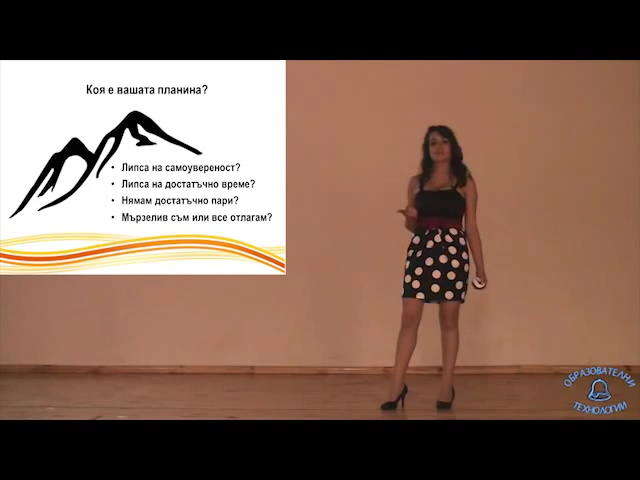 Коя е вашата планина?
• Липса на самоувереност?
• Липса на достатъчно време?
• Нямам достатъчно пари?
• Мързелив съм или все отлагам?
ОБРАЗОВАТЕЛНИ
ТЕХНОЛОГИИ